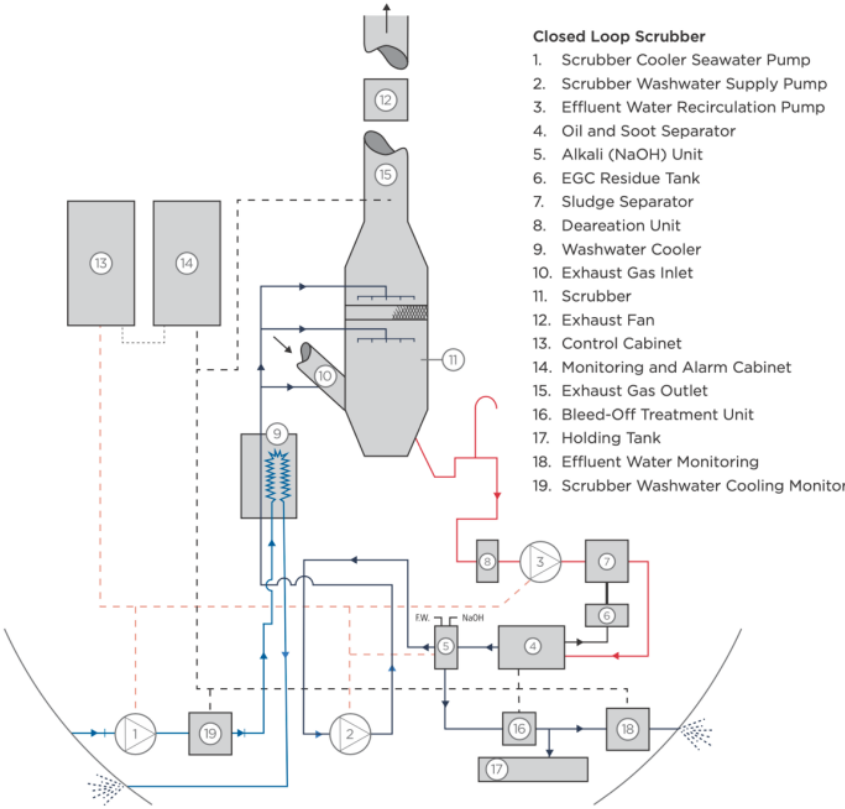 Closed Loop Scrubber
1. Scrubber Cooler Seawater Pump
2. Scrubber Washwater Supply Pump
3. Effluent Water Recirculation Pump
4. Oil and Soot Separator
5. Alkali (NaOH) Unit
6. EGC Residue Tank
7. Sludge Separator
8. Deareation Unit
9. Washwater Cooler
10. Exhaust Gas Inlet
11. Scrubber
12. Exhaust Fan
13. Control Cabinet
14. Monitoring and Alarm Cabinet
15. Exhaust Gas Outlet
16. Bleed-Off Treatment Unit
17. Holding Tank
18. Effluent Water Monitoring
19. Scrubber Washwater Cooling Monitor
12
15
13
14
11
10
9
8
3
7
6
F.W.
NaOH
5
4
1
19
2
16
18
17